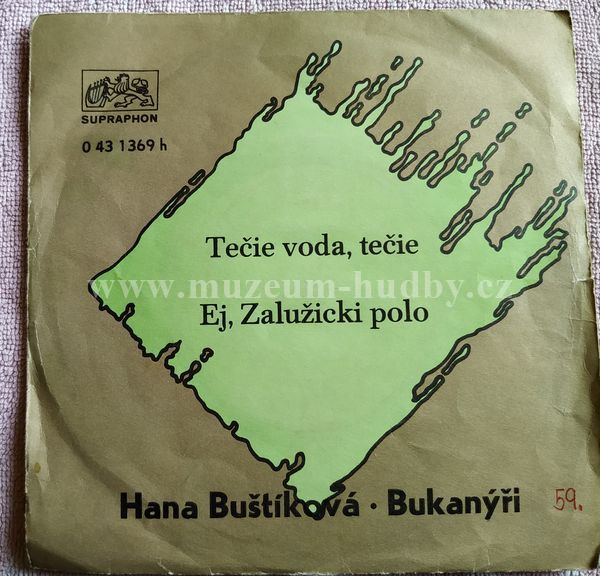 SUPRAPHON
0 43 1369 h
Tečie voda, tečie
www.muzeum-hudby.cz
Ej, Zalužicki polo
Hana Buštíková · Bukanýři
59.